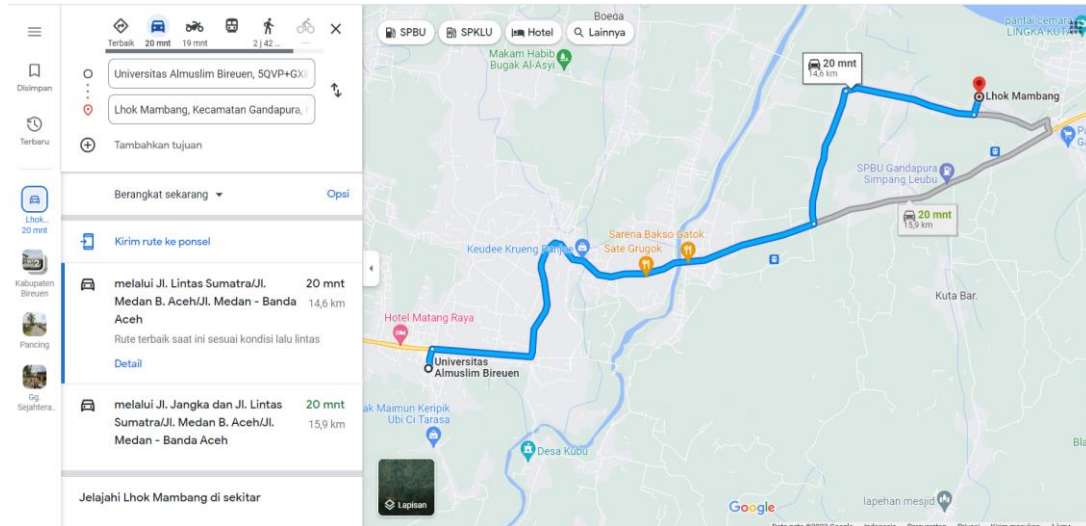 Terbaik
20 mnt
19 mnt
2 j 42 ...
Disimpan
Terbaru
Lhok...
20 mnt
Kabupaten
Bireuen
Pancing
Gg.
Sejahtera..
Universitas Almuslim Bireuen, 5QVP+GX
Lhok Mambang, Kecamatan Gandapura,
Tambahkan tujuan
Berangkat sekarang
Opsi
Kirim rute ke ponsel
melalui Jl. Lintas Sumatra/Jl.
Medan B. Aceh/Jl. Medan - Banda
Aceh
20 mnt
14,6 km
Rute terbaik saat ini sesuai kondisi lalu lintas
Detail
melalui Jl. Jangka dan Jl. Lintas
Sumatra/Jl. Medan B. Aceh/Jl.
Medan - Banda Aceh
20 mnt
15,9 km
Jelajahi Lhok Mambang di sekitar
SPBU
SPKLU
Hotel
Lainnya
Boega
Makam Habib
Bugak Al-Asyi
pantai cemara
LINGKA KUTA
20 mnt
14,6 km
Lhok Mambang
SPBU Gandapura
Simpang Leubu
20 mnt
15,9 km
Sarena Bakso Gatok
Sate Grugok
Keudee Krueng
Kuta Bar.
Hotel Matang Raya
Universitas
Almuslim Bireuen
ak Maimun Keripik
Ubi Ci Tarasa
Desa Kubu
Lapisan
Google
lapehan mesjid